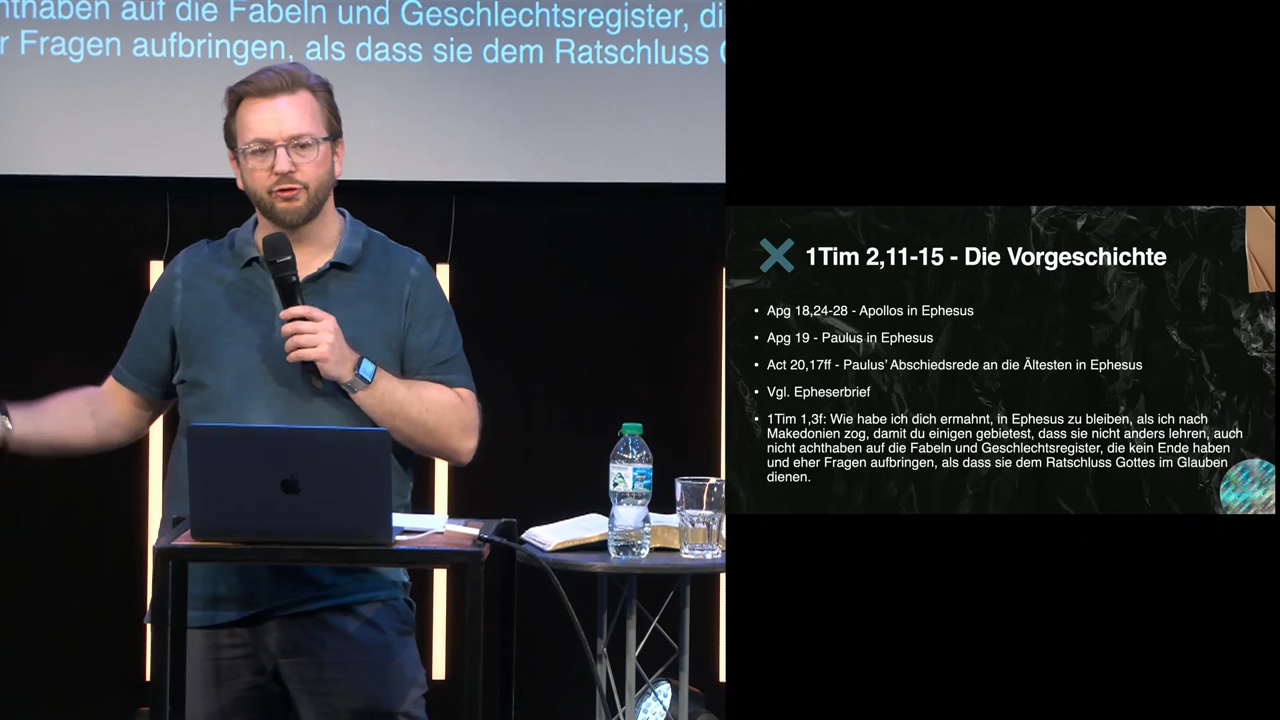 nthaben auf die Fabeln und Geschlechtsregister, di
r Fragen aufbringen, als dass sie dem Ratschluss
1Tim 2,11-15 - Die Vorgeschichte
• Apg 18,24-28 - Apollos in Ephesus
• Apg 19 - Paulus in Ephesus
• Act 20,17ff - Paulus’ Abschiedsrede an die Ältesten in Ephesus
• Vgl. Epheserbrief
• 1Tim 1,3f: Wie habe ich dich ermahnt, in Ephesus zu bleiben, als ich nach
Makedonien zog, damit du einigen gebietest, dass sie nicht anders lehren, auch
nicht achthaben auf die Fabeln und Geschlechtsregister, die kein Ende haben
und eher Fragen aufbringen, als dass sie dem Ratschluss Gottes im Glauben
dienen.